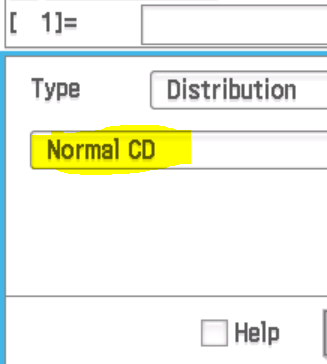 [ 1]=
Type Distribution
Normal CD
Help